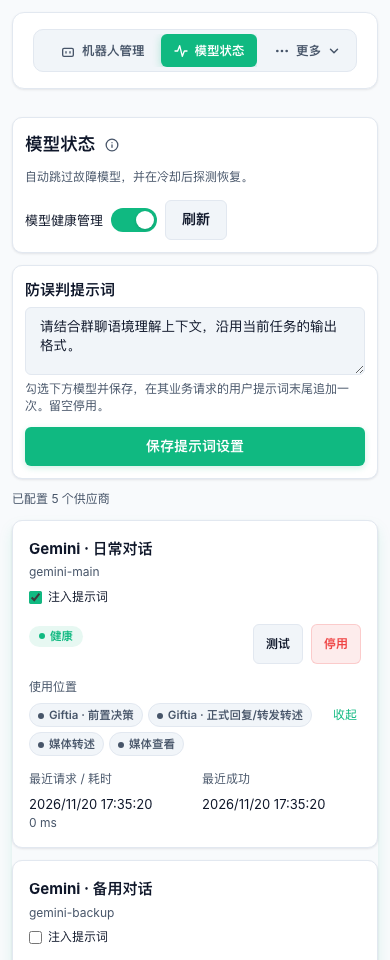 机器人管理 模型状态 更多
模型状态
自动跳过故障模型，并在冷却后探测恢复。
模型健康管理 刷新
防误判提示词
请结合群聊语境理解上下文，沿用当前任务的输出
格式。
勾选下方模型并保存，在其业务请求的用户提示词末尾追加一
次。留空停用。
保存提示词设置
已配置 5 个供应商
Gemini · 日常对话
gemini-main
注入提示词
健康 测试 停用
使用位置
Giftia · 前置决策 Giftia · 正式回复/转发转述 收起
媒体转述 媒体查看
最近请求 / 耗时 最近成功
2026/11/20 17:35:20 2026/11/20 17:35:20
0 ms
Gemini · 备用对话
gemini-backup
注入提示词